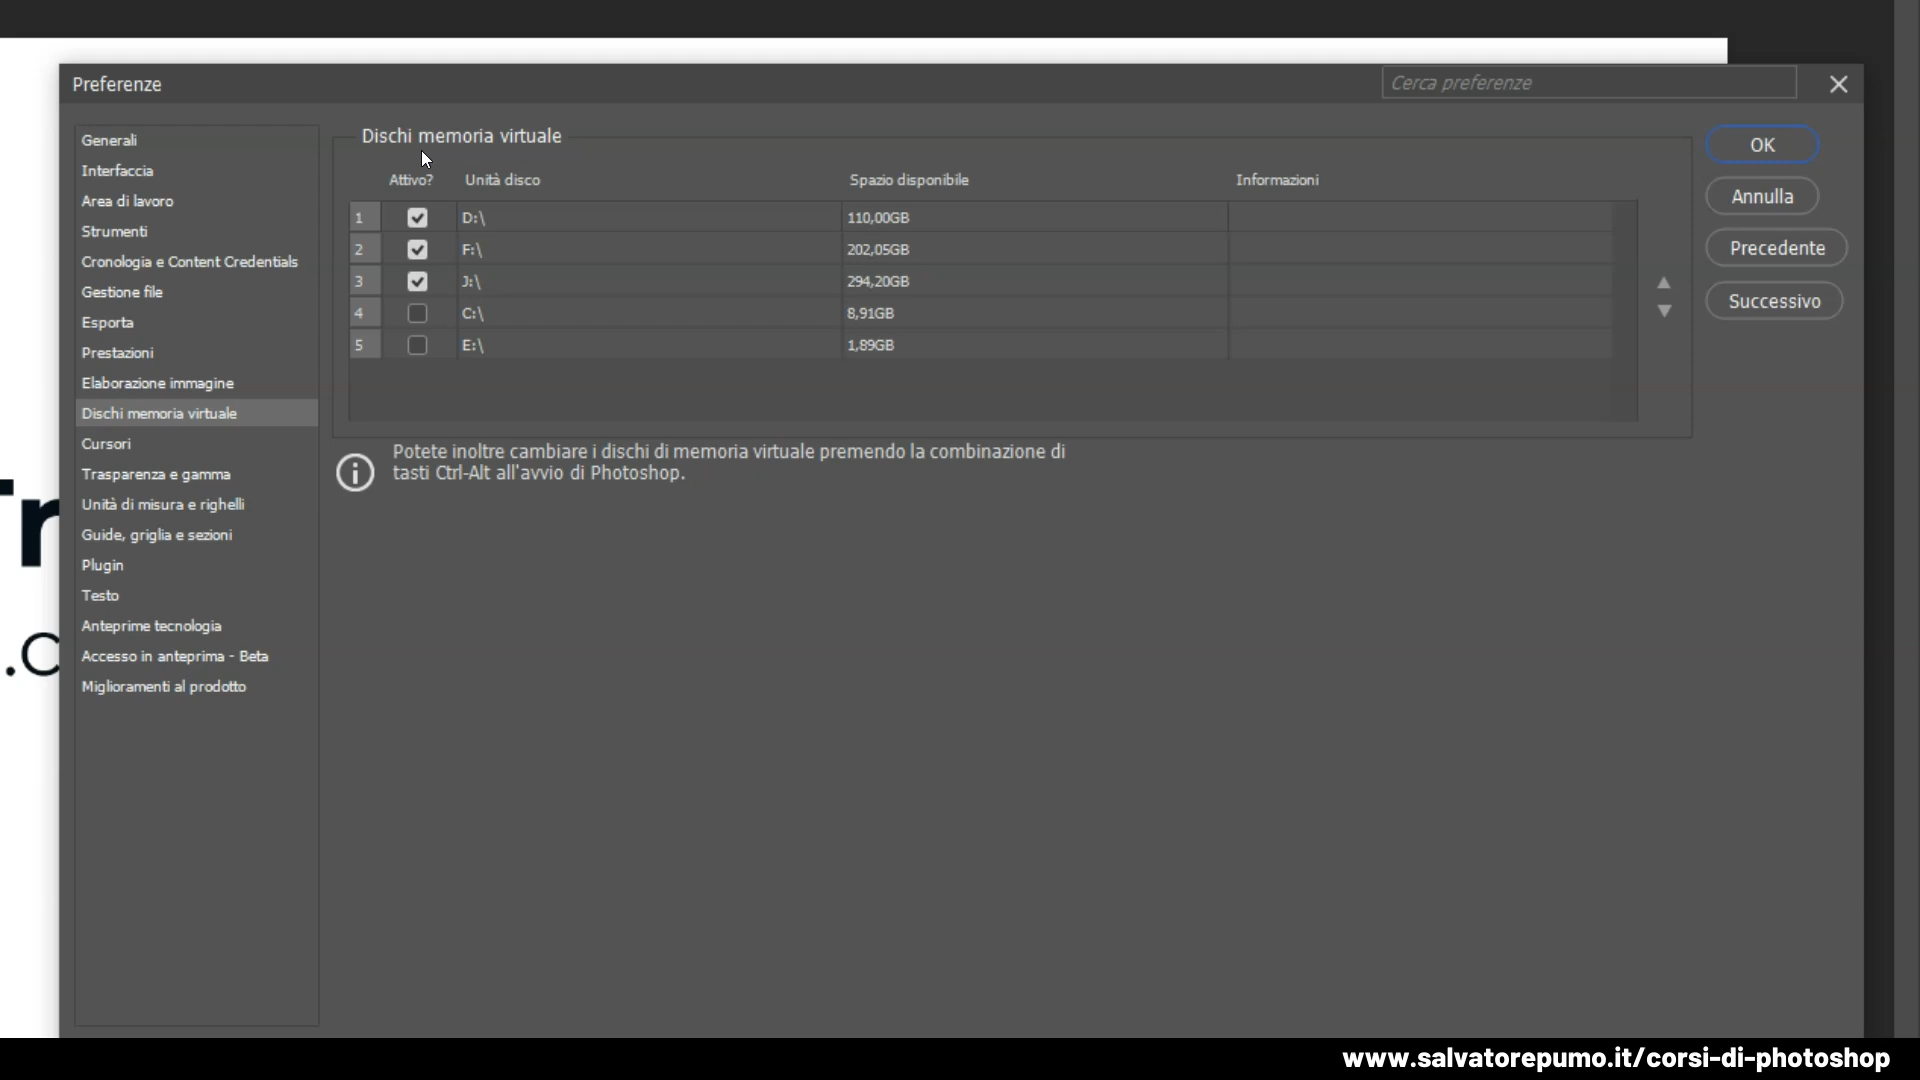 Preferenze
Cerca preferenze
Generali
Interfaccia
Area di lavoro
Strumenti
Cronologia e Content Credentials
Gestione file
Esporta
Prestazioni
Elaborazione immagine
Dischi memoria virtuale
Cursori
Trasparenza e gamma
Unità di misura e righelli
Guide, griglia e sezioni
Plugin
Testo
Anteprime tecnologia
Accesso in anteprima - Beta
Miglioramenti al prodotto
Dischi memoria virtuale
Attivo? Unità disco Spazio disponibile Informazioni
1 D:\ 110,00GB
2 F:\ 202,05GB
3 J:\ 294,20GB
4 C:\ 8,91GB
5 E:\ 1,89GB
Potete inoltre cambiare i dischi di memoria virtuale premendo la combinazione di
tasti Ctrl-Alt all'avvio di Photoshop.
OK
Annulla
Precedente
Successivo
r
.c
www.salvatorepumo.it/corsi-di-photoshop